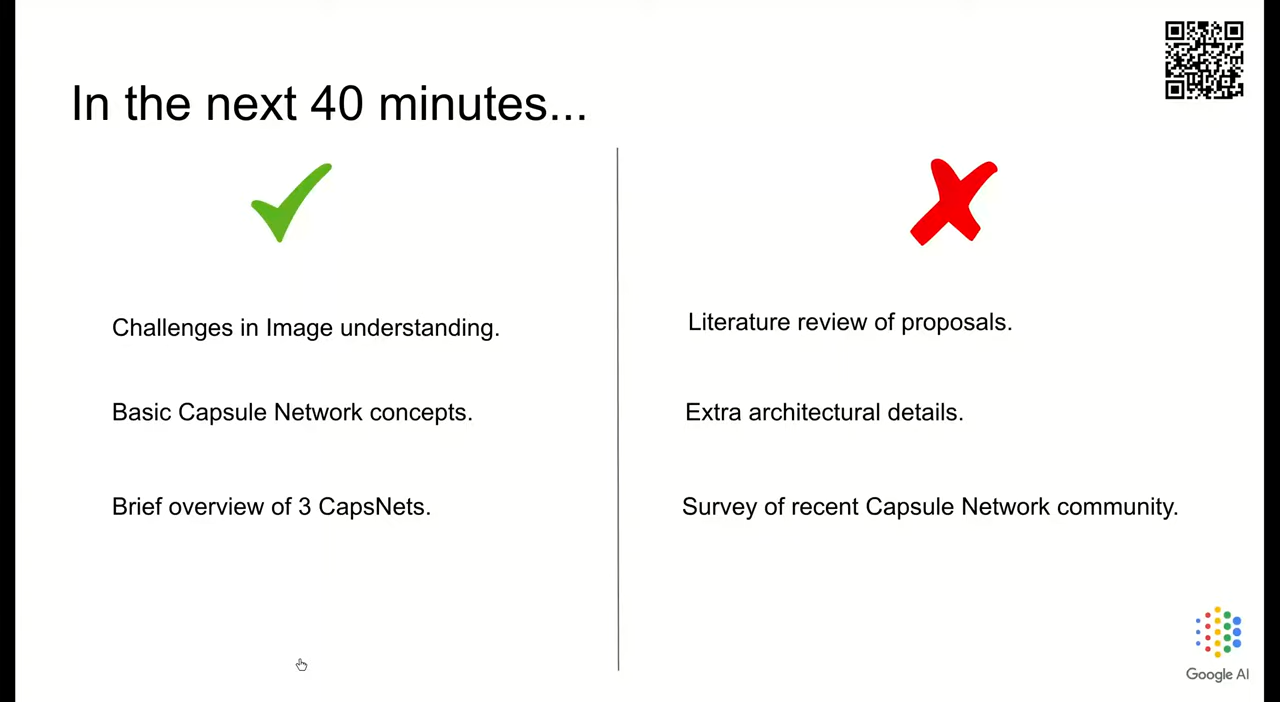 In the next 40 minutes...
Challenges in Image understanding.
Basic Capsule Network concepts.
Brief overview of 3 CapsNets.
Literature review of proposals.
Extra architectural details.
Survey of recent Capsule Network community.
Google AI